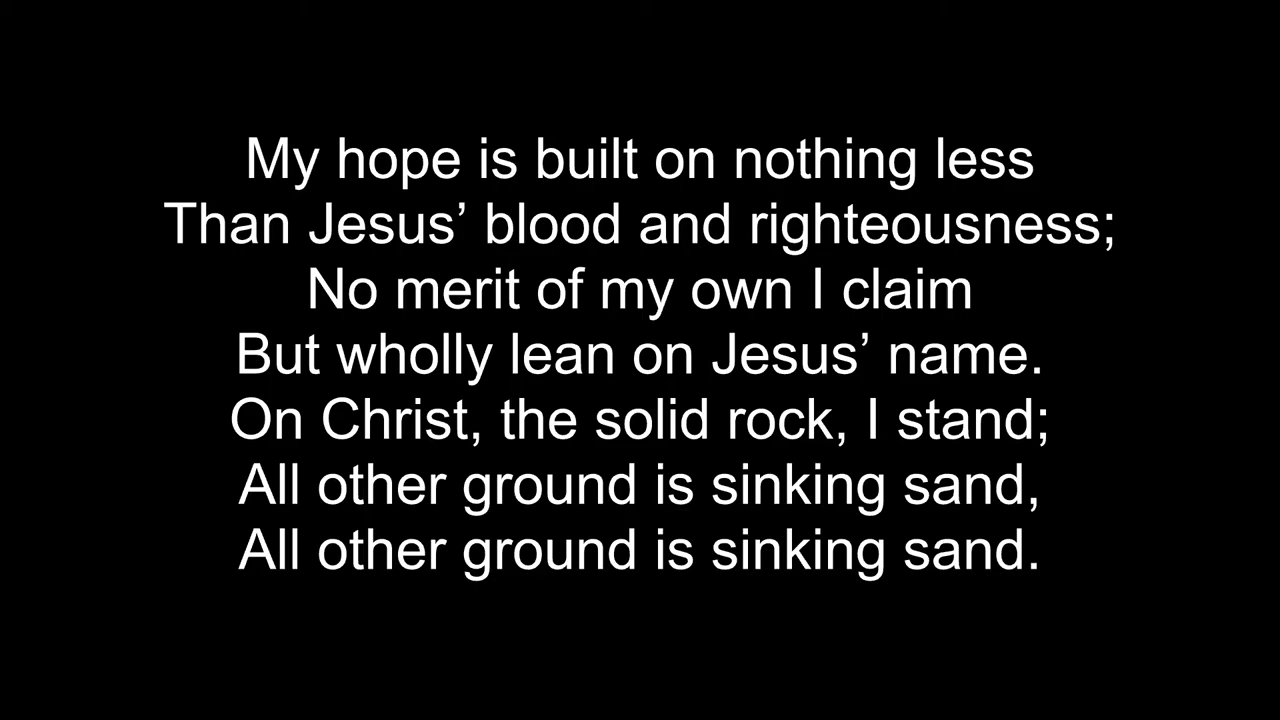 My hope is built on nothing less
Than Jesus’ blood and righteousness;
No merit of my own I claim
But wholly lean on Jesus’ name.
On Christ, the solid rock, I stand;
All other ground is sinking sand,
All other ground is sinking sand.